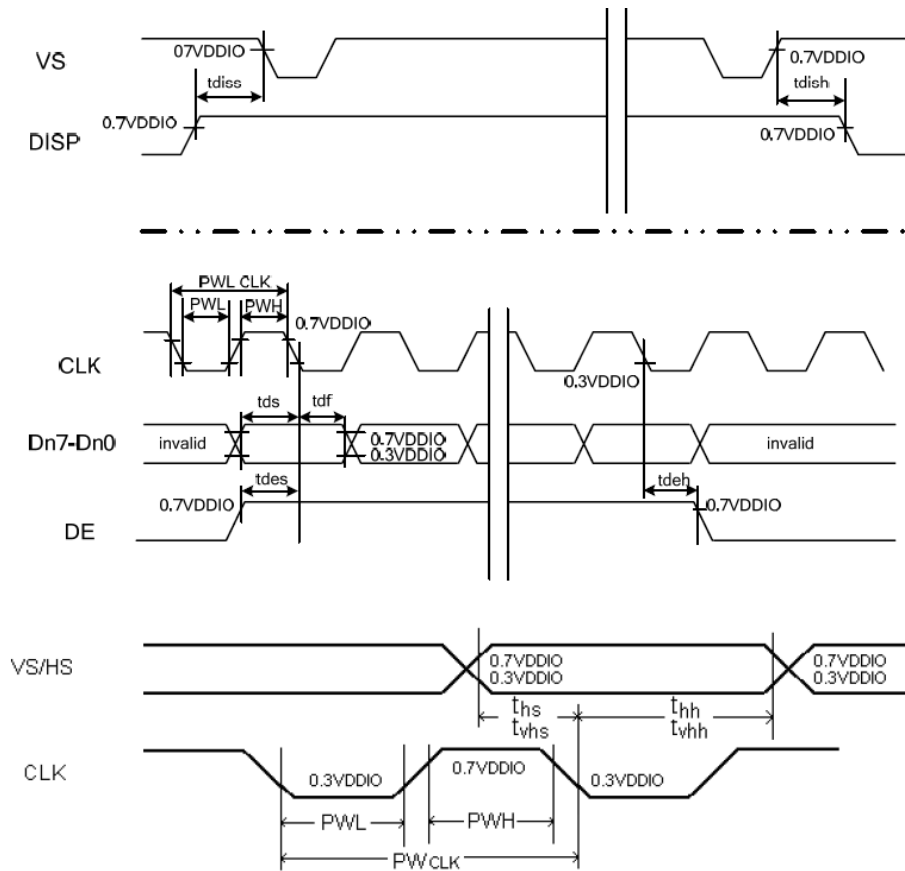 VS
07VDDIO
0.7VDDIO
tdiss
tdish
0.7VDDIO
0.7VDDIO
DISP
PWL CLK
PWL
PWH
0.7VDDIO
CLK
0.3VDDIO
tds
tdf
Dn7-Dn0
invalid
0.7VDDIO
0.3VDDIO
invalid
tdes
tdeh
0.7VDDIO
0.7VDDIO
DE
VS/HS
0.7VDDIO
0.3VDDIO
0.7VDDIO
0.3VDDIO
ths
tvhs
thh
tvhh
CLK
0.3VDDIO
0.7VDDIO
0.3VDDIO
PWL
PWH
PWCLK